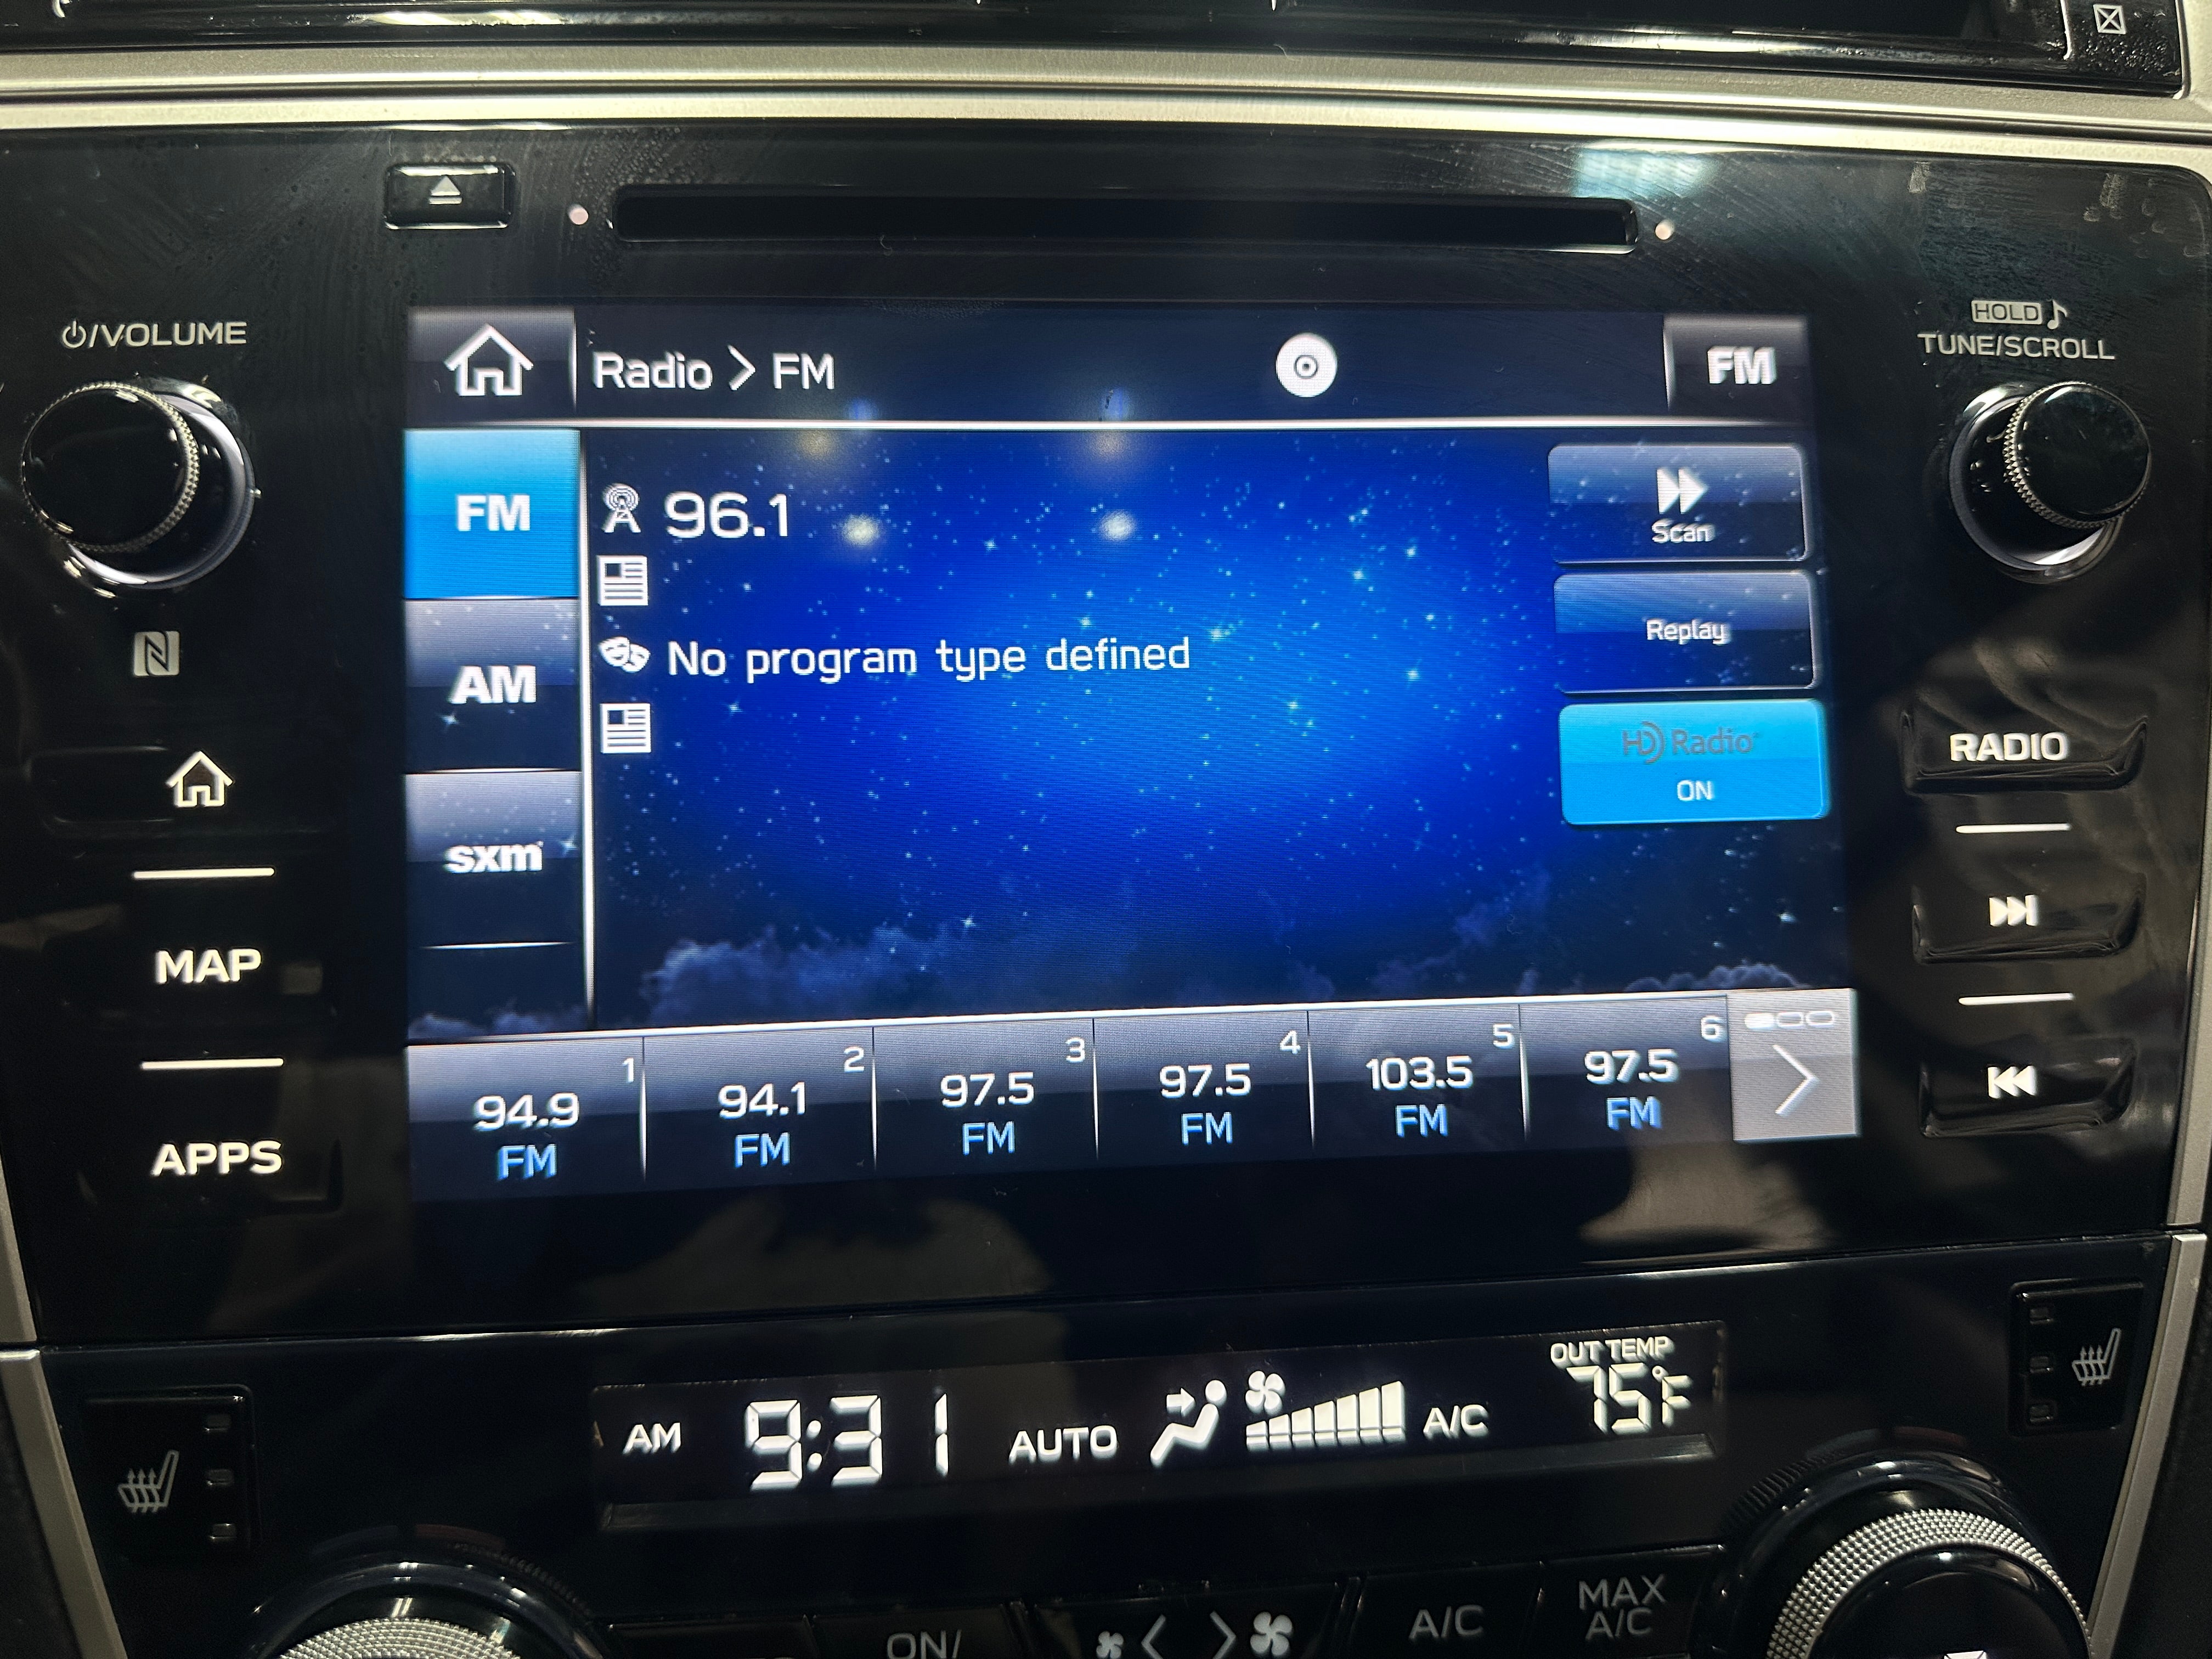 /VOLUME
HOLD
TUNE/SCROLL
Radio > FM
FM
FM
96.1
Scan
AM
No program type defined
Replay
HD Radio
ON
sxm
RADIO
MAP
APPS
1 2 3 4 5 6
94.9 94.1 97.5 97.5 103.5 97.5
FM FM FM FM FM FM
OUT TEMP
75°F
AM 9:31 AUTO A/C
ON/
A/C
MAX
A/C